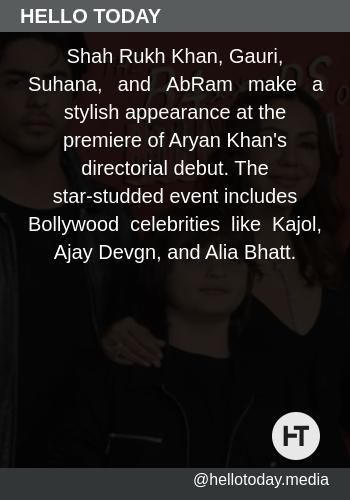 HELLO TODAY
Shah Rukh Khan, Gauri,
Suhana, and AbRam make a
stylish appearance at the
premiere of Aryan Khan's
directorial debut. The
star-studded event includes
Bollywood celebrities like Kajol,
Ajay Devgn, and Alia Bhatt.
HT
@hellotoday.media